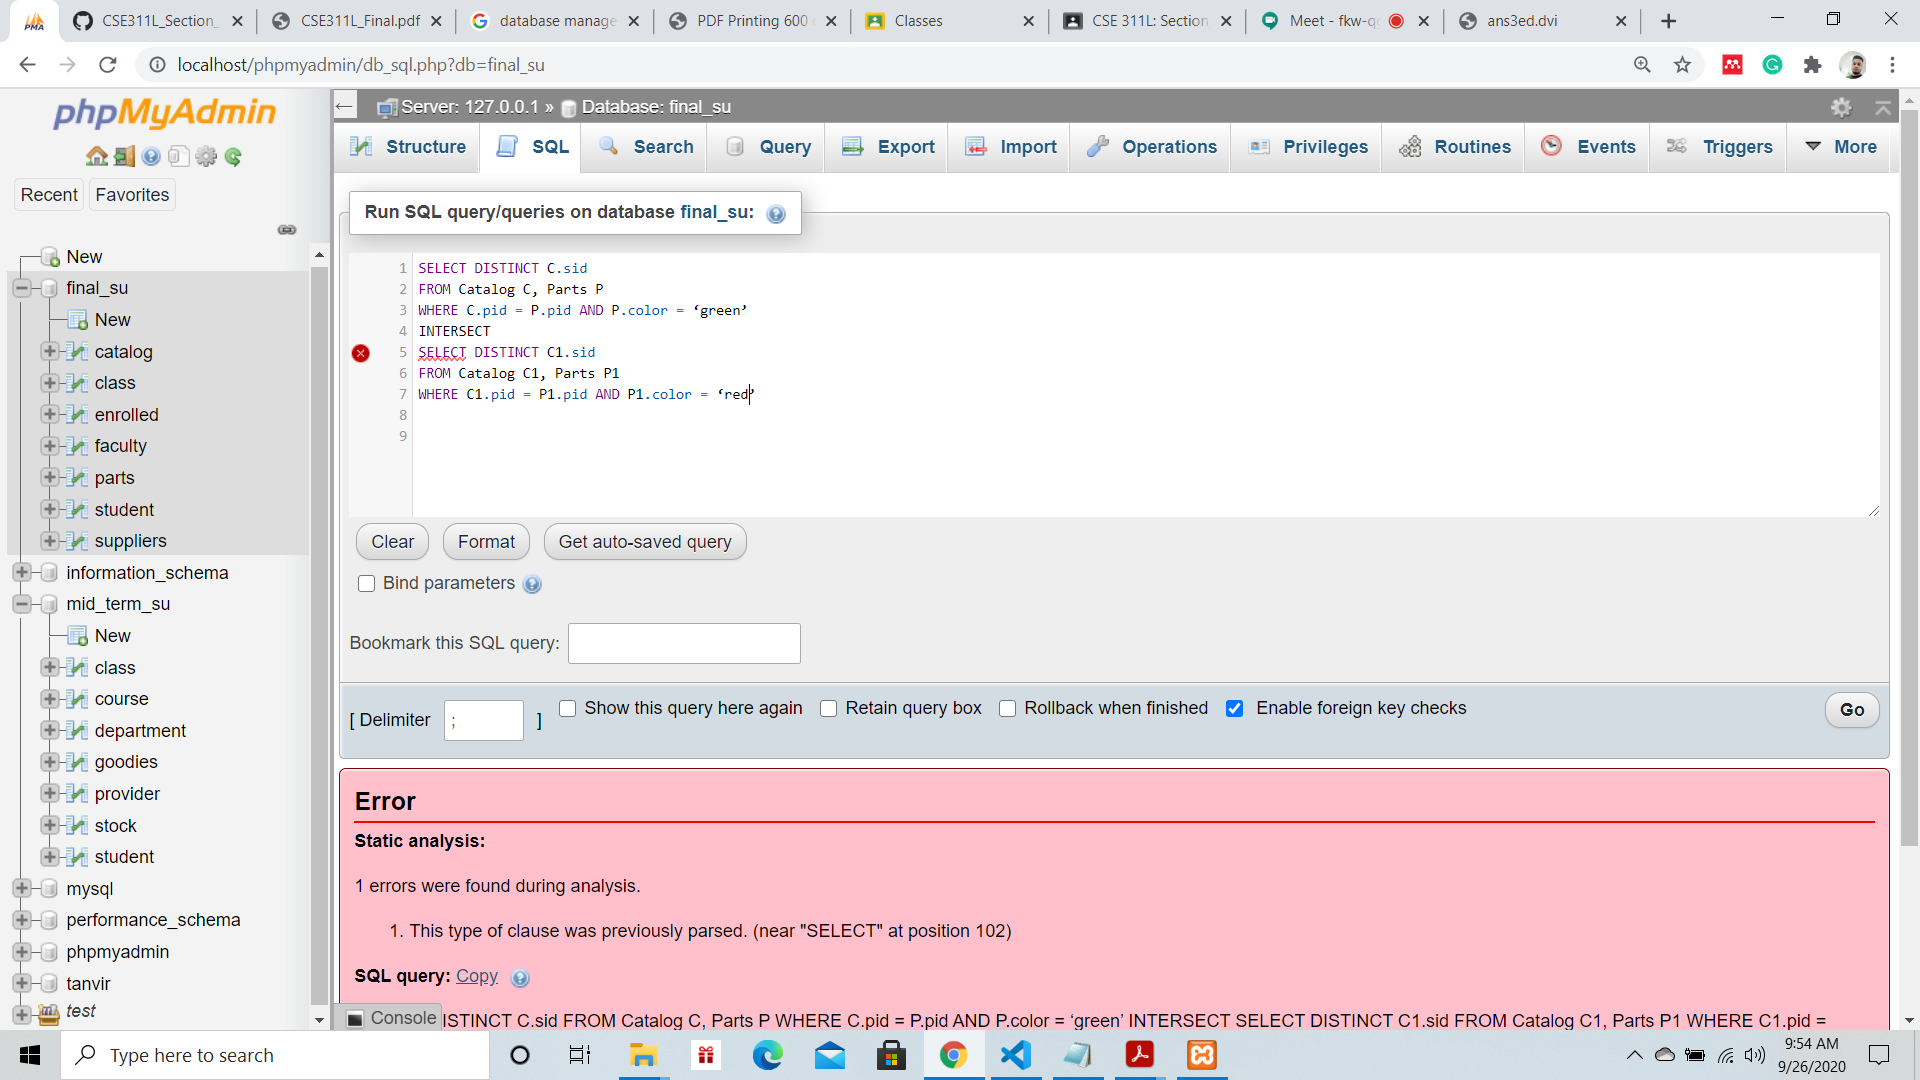 CSE311L_Section_
CSE311L_Final.pdf
database manage
PDF Printing 600
Classes
CSE 311L: Section
Meet - fkw-q
ans3ed.dvi
localhost/phpmyadmin/db_sql.php?db=final_su
phpMyAdmin
Recent
Favorites
New
final_su
New
catalog
class
enrolled
faculty
parts
student
suppliers
information_schema
mid_term_su
New
class
course
department
goodies
provider
stock
student
mysql
performance_schema
phpmyadmin
tanvir
test
Server: 127.0.0.1 » Database: final_su
Structure SQL Search Query Export Import Operations Privileges Routines Events Triggers More
Run SQL query/queries on database final_su:
1 SELECT DISTINCT C.sid
2 FROM Catalog C, Parts P
3 WHERE C.pid = P.pid AND P.color = ‘green’
4 INTERSECT
5 SELECT DISTINCT C1.sid
6 FROM Catalog C1, Parts P1
7 WHERE C1.pid = P1.pid AND P1.color = ‘red’
8
9
Clear Format Get auto-saved query
Bind parameters
Bookmark this SQL query:
[ Delimiter ; ] Show this query here again Retain query box Rollback when finished Enable foreign key checks Go
Error
Static analysis:
1 errors were found during analysis.
1. This type of clause was previously parsed. (near "SELECT" at position 102)
SQL query: Copy
Console ISTINCT C.sid FROM Catalog C, Parts P WHERE C.pid = P.pid AND P.color = ‘green’ INTERSECT SELECT DISTINCT C1.sid FROM Catalog C1, Parts P1 WHERE C1.pid =
Type here to search
9:54 AM
9/26/2020